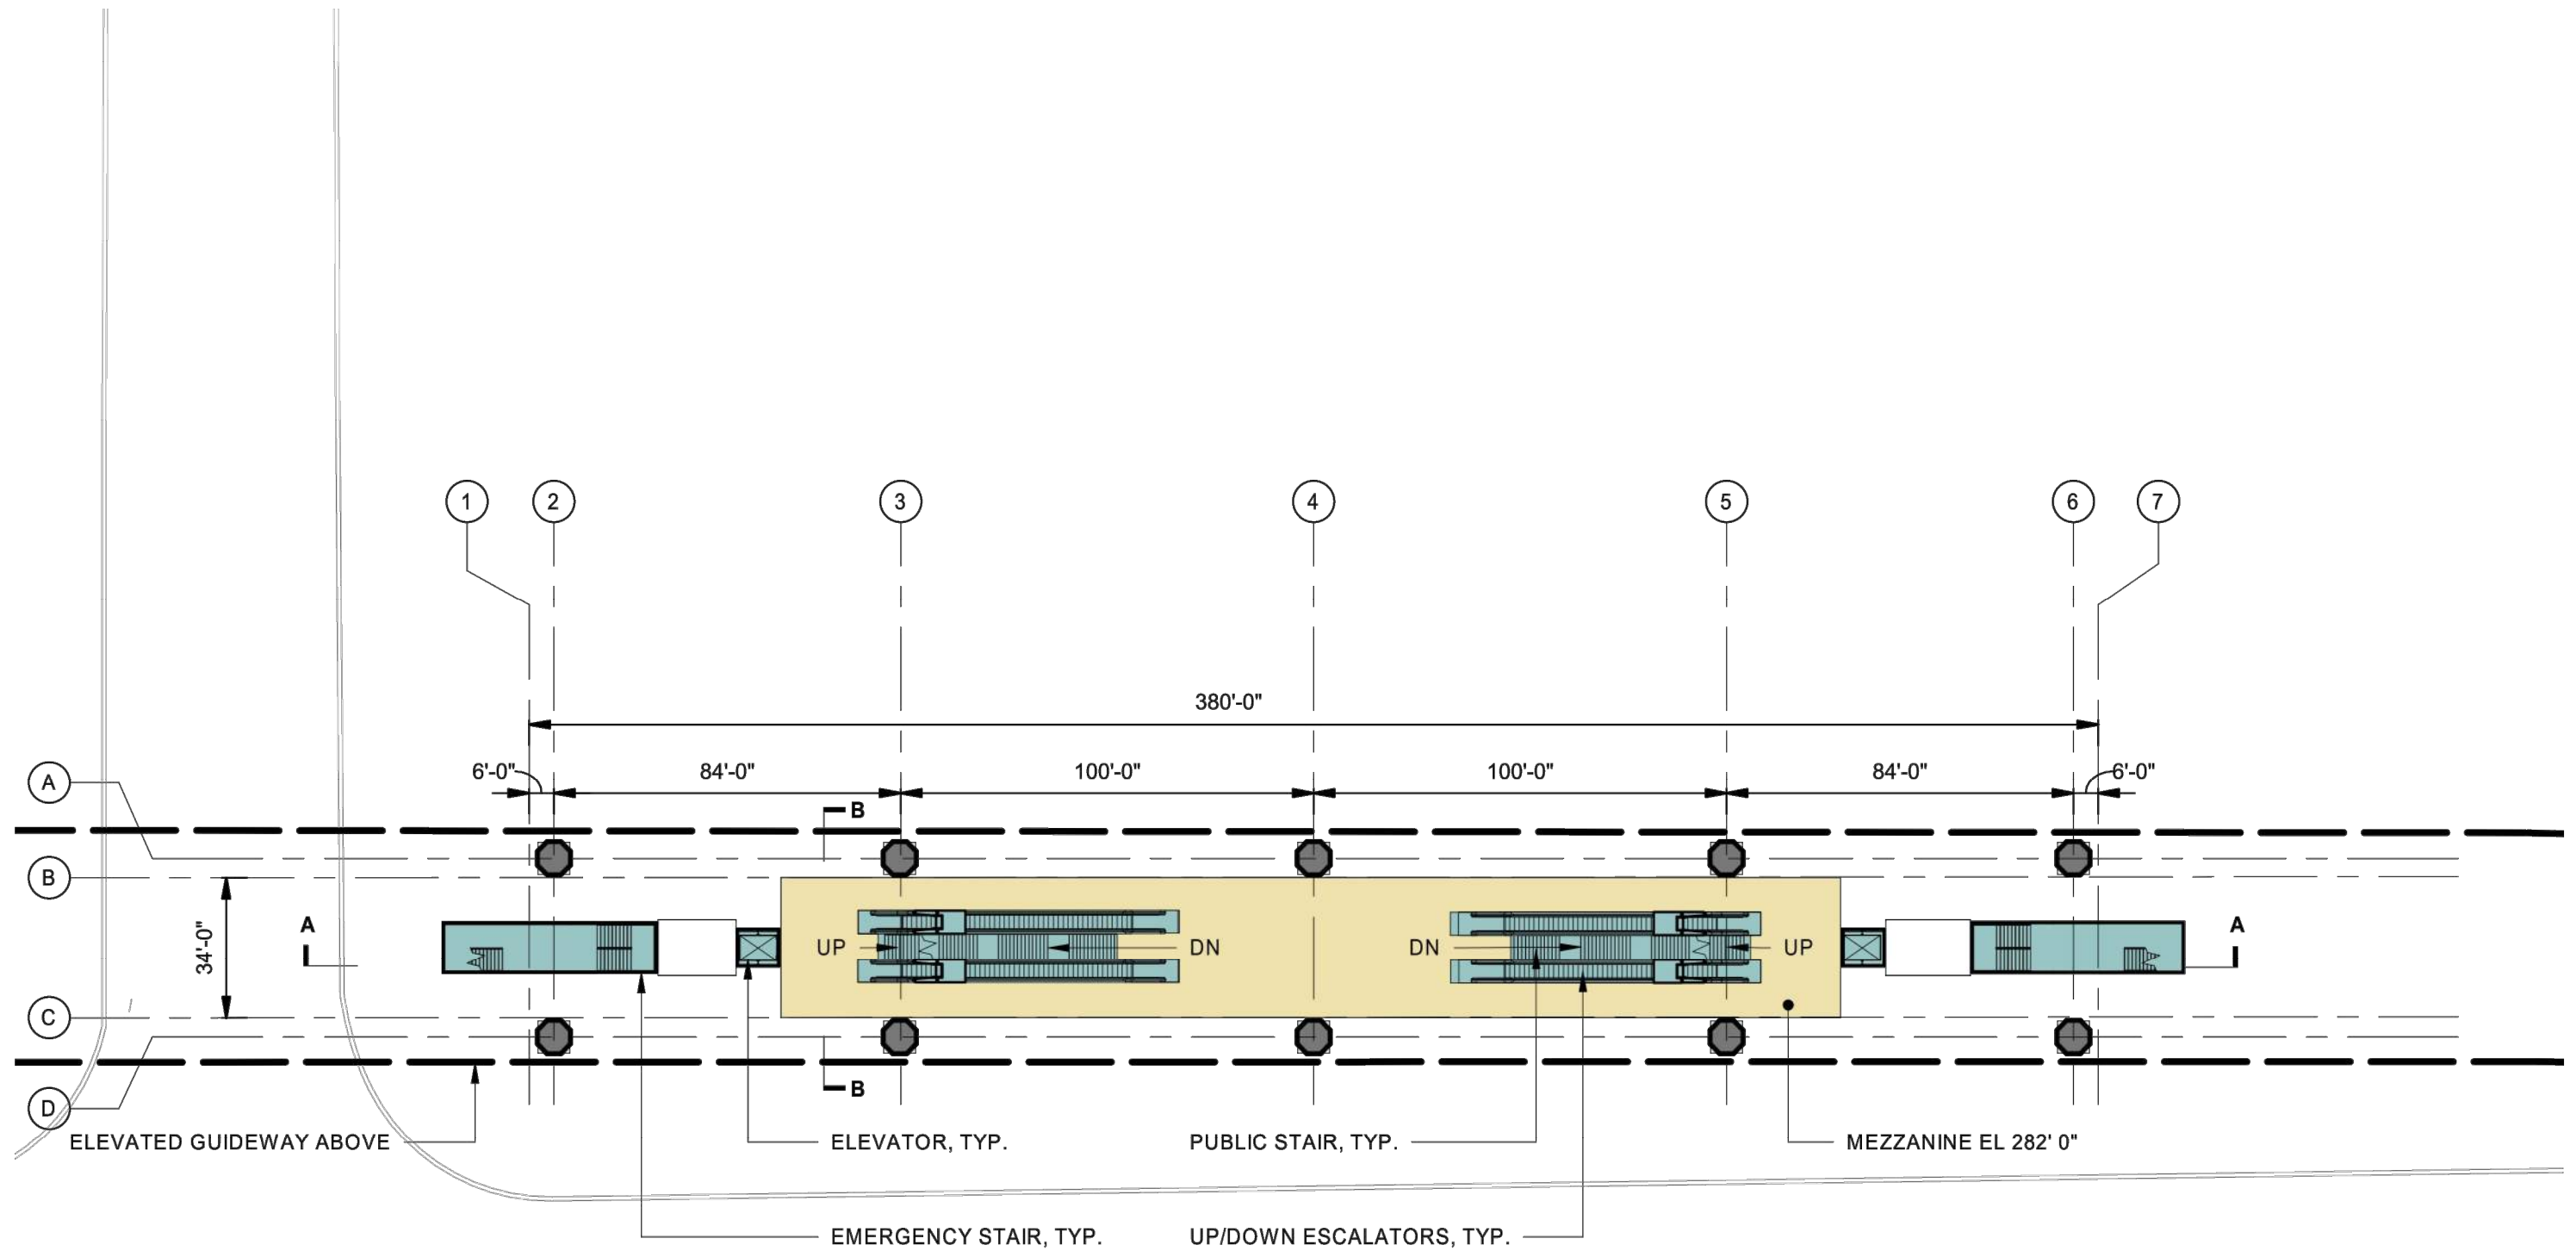 1
2
3
4
5
6
7
380'-0"
6'-0"
84'-0"
100'-0"
100'-0"
84'-0"
6'-0"
A
B
B
A
34'-0"
UP
DN
DN
UP
A
C
B
D
ELEVATED GUIDEWAY ABOVE
ELEVATOR, TYP.
PUBLIC STAIR, TYP.
MEZZANINE EL 282' 0"
EMERGENCY STAIR, TYP.
UP/DOWN ESCALATORS, TYP.